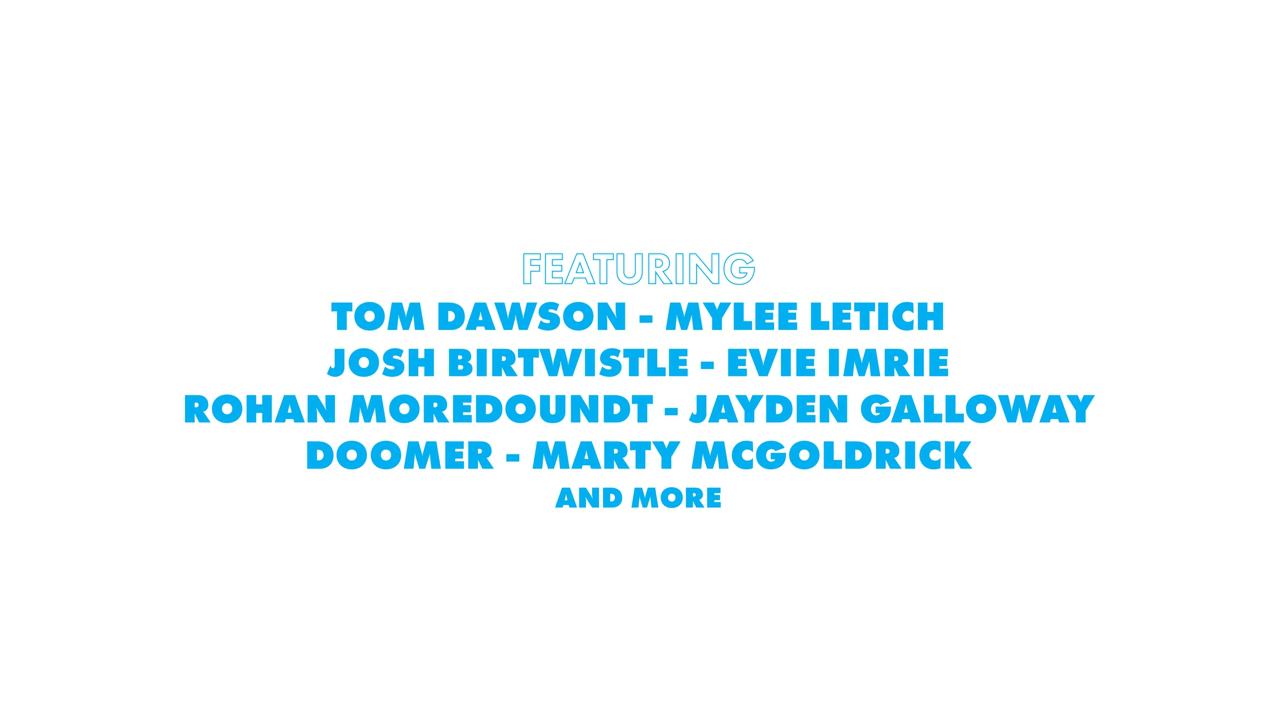 FEATURING
TOM DAWSON - MYLEE LETICH
JOSH BIRTWISTLE - EVIE IMRIE
ROHAN MOREDOUNDT - JAYDEN GALLOWAY
DOOMER - MARTY MCGOLDRICK
AND MORE